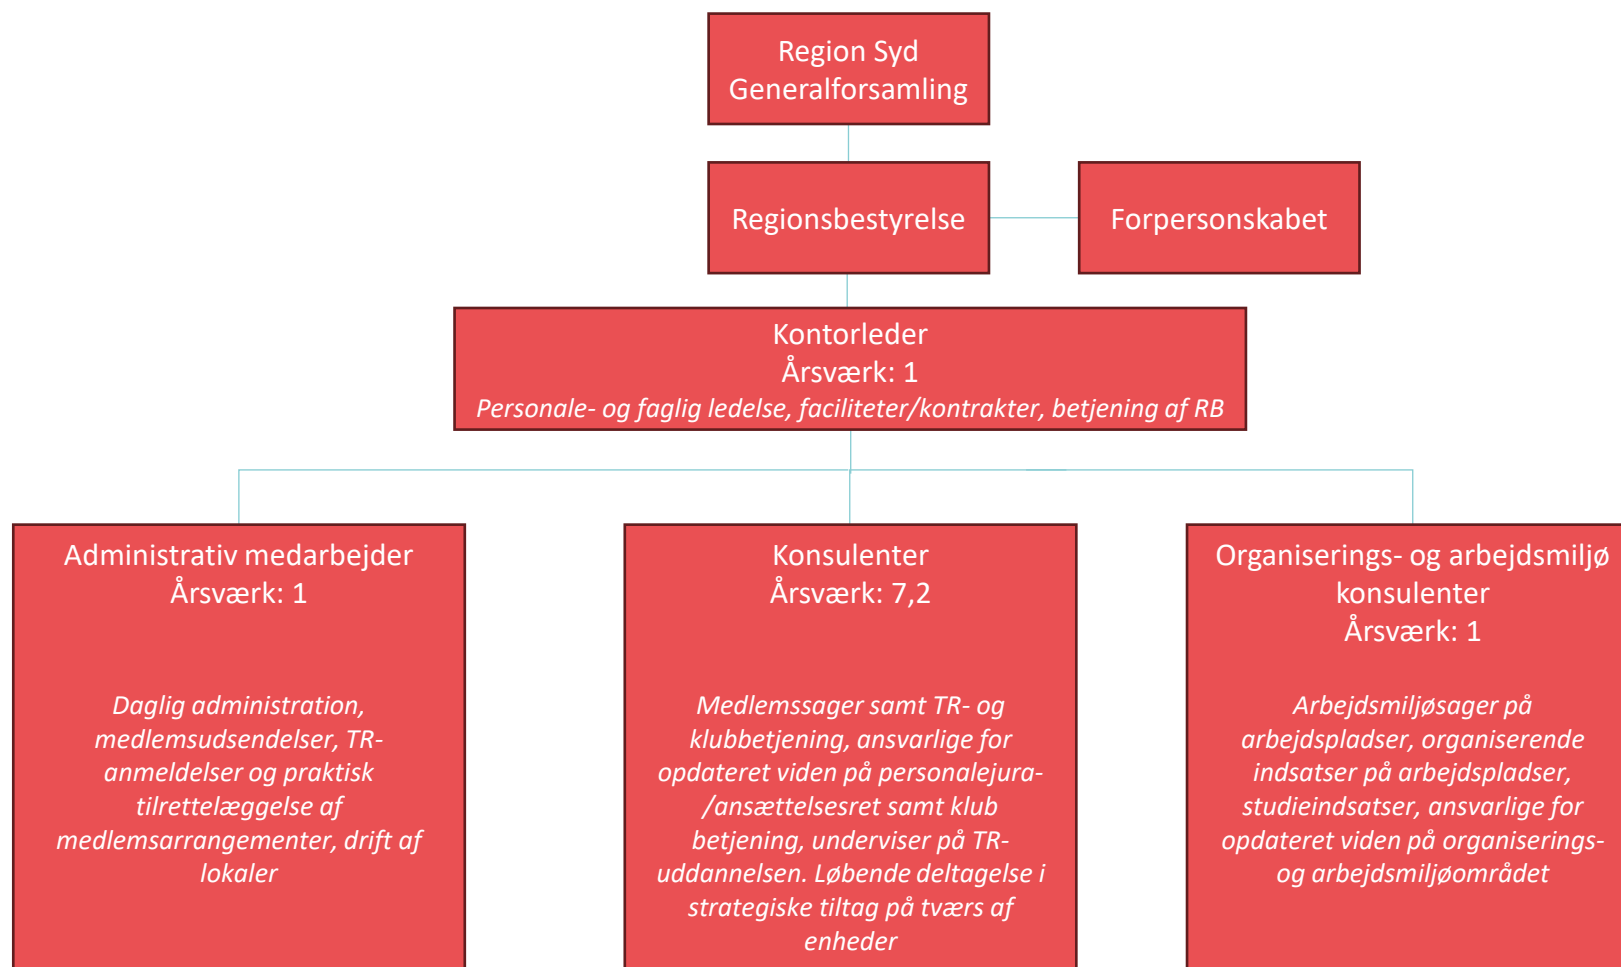 Region Syd
Generalforsamling
Regionsbestyrelse
Forpersonskabet
Kontorleder
Årsværk: 1
Personale- og faglig ledelse, faciliteter/kontrakter, betjening af RB
Administrativ medarbejder
Årsværk: 1
Daglig administration,
medlemsudsendelser, TR-
anmeldelser og praktisk
tilrettelæggelse af
medlemsarrangementer, drift af
lokaler
Konsulenter
Årsværk: 7,2
Medlemssager samt TR- og
klubbetjening, ansvarlige for
opdateret viden på personalejura-
/ansættelsesret samt klub
betjening, underviser på TR-
uddannelsen. Løbende deltagelse i
strategiske tiltag på tværs af
enheder
Organiserings- og arbejdsmiljø
konsulenter
Årsværk: 1
Arbejdsmiljøsager på
arbejdspladser, organiserende
indsatser på arbejdspladser,
studieindsatser, ansvarlige for
opdateret viden på organiserings-
og arbejdsmiljøområdet